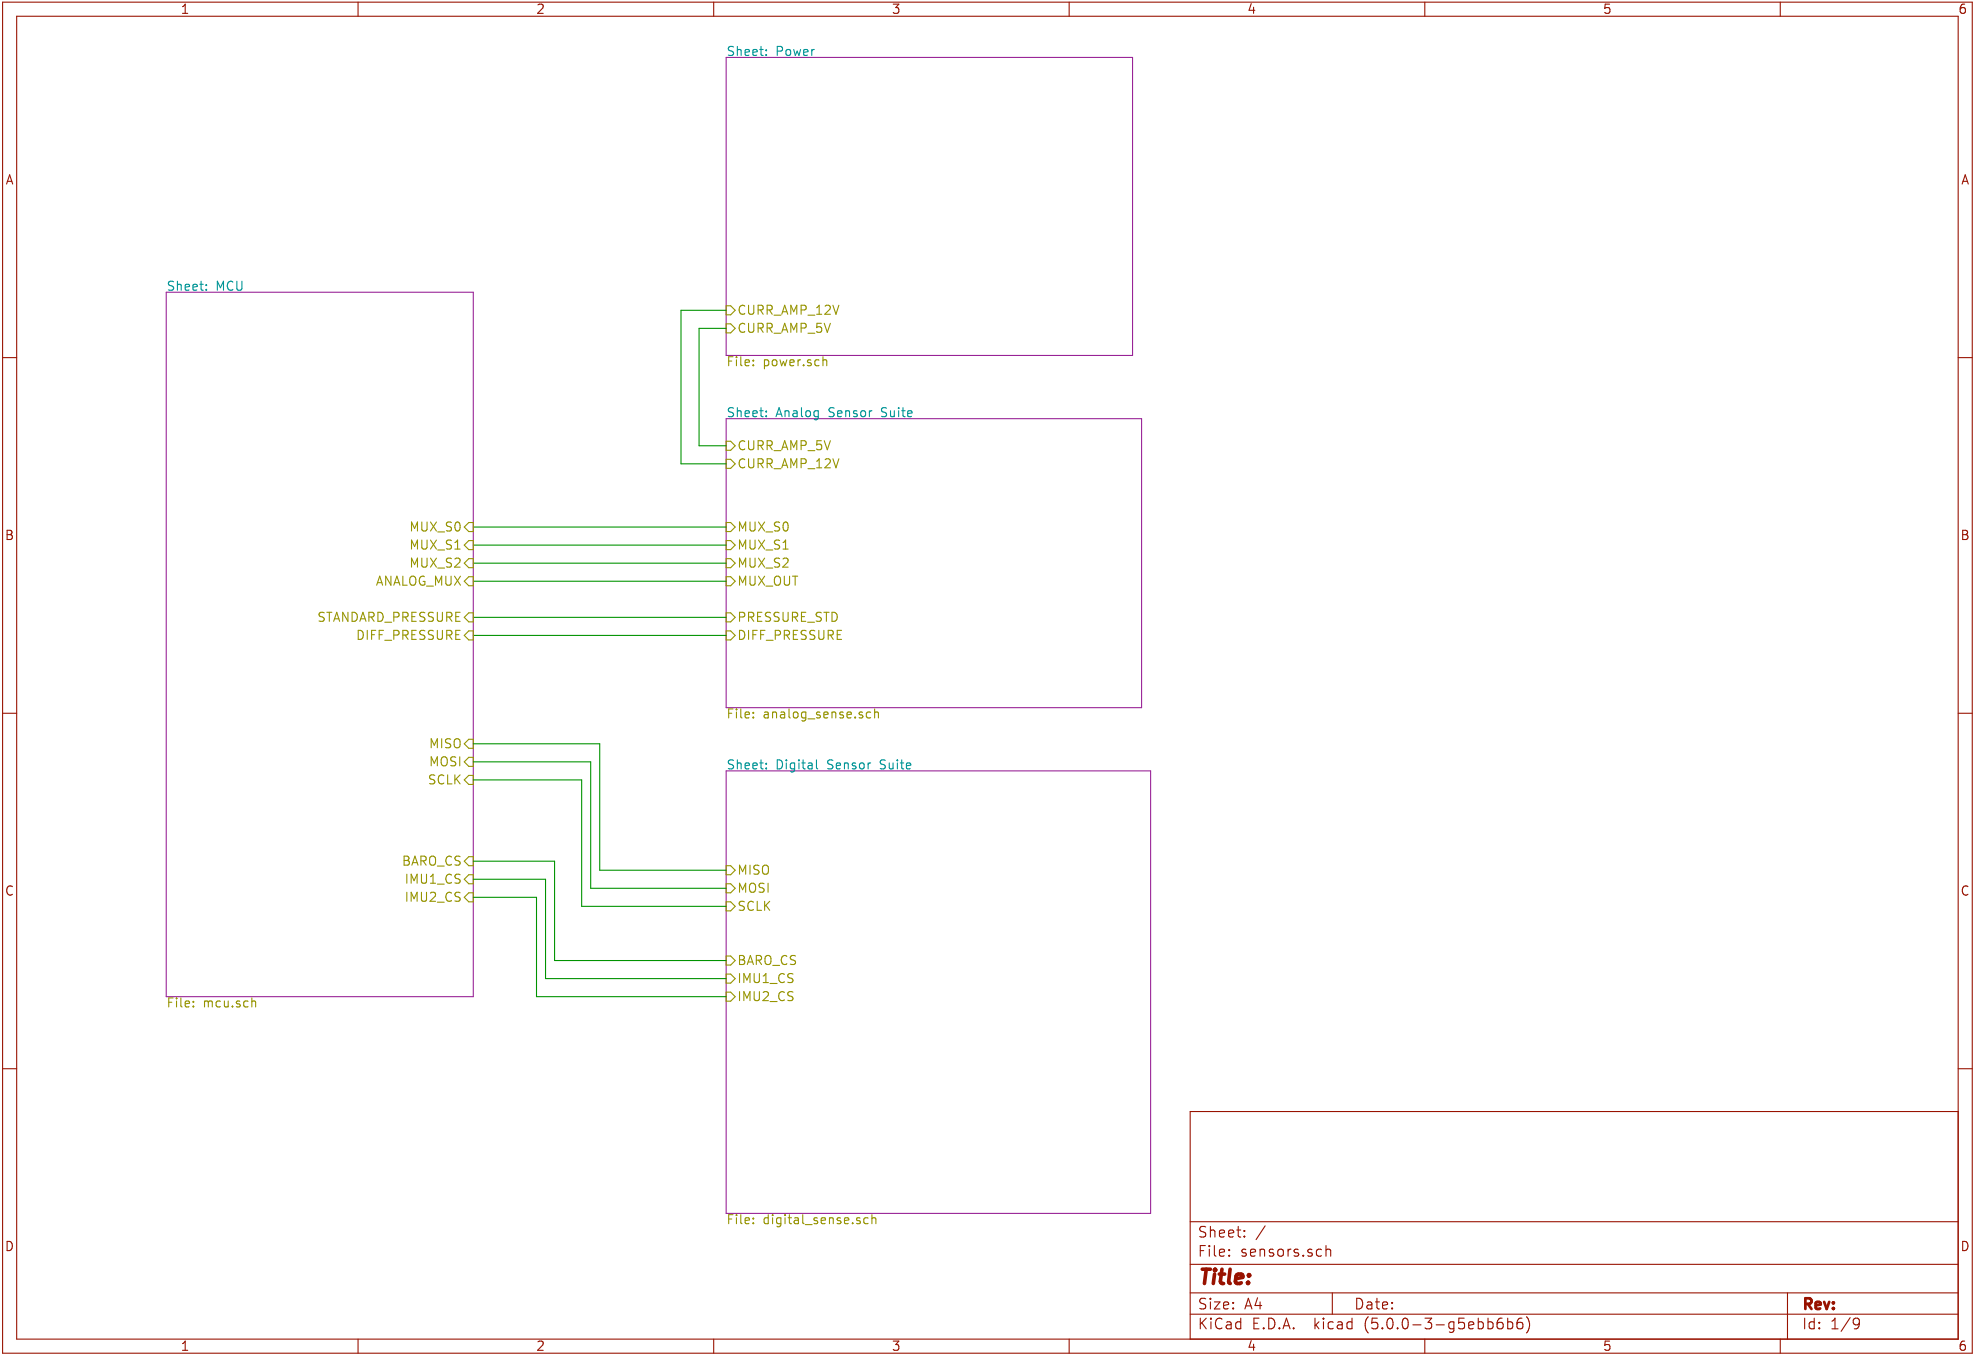 1 2 3 4 5 6
A
B
C
D
A
B
C
D
Sheet: Power
CURR_AMP_12V
CURR_AMP_5V
File: power.sch
Sheet: MCU
MUX_S0
MUX_S1
MUX_S2
ANALOG_MUX
STANDARD_PRESSURE
DIFF_PRESSURE
MISO
MOSI
SCLK
BARO_CS
IMU1_CS
IMU2_CS
File: mcu.sch
Sheet: Analog Sensor Suite
CURR_AMP_5V
CURR_AMP_12V
MUX_S0
MUX_S1
MUX_S2
MUX_OUT
PRESSURE_STD
DIFF_PRESSURE
File: analog_sense.sch
Sheet: Digital Sensor Suite
MISO
MOSI
SCLK
BARO_CS
IMU1_CS
IMU2_CS
File: digital_sense.sch
Sheet: /
File: sensors.sch
Title:
Size: A4 Date: Rev:
KiCad E.D.A. kicad (5.0.0-3-g5ebb6b6) Id: 1/9
1 2 3 4 5 6